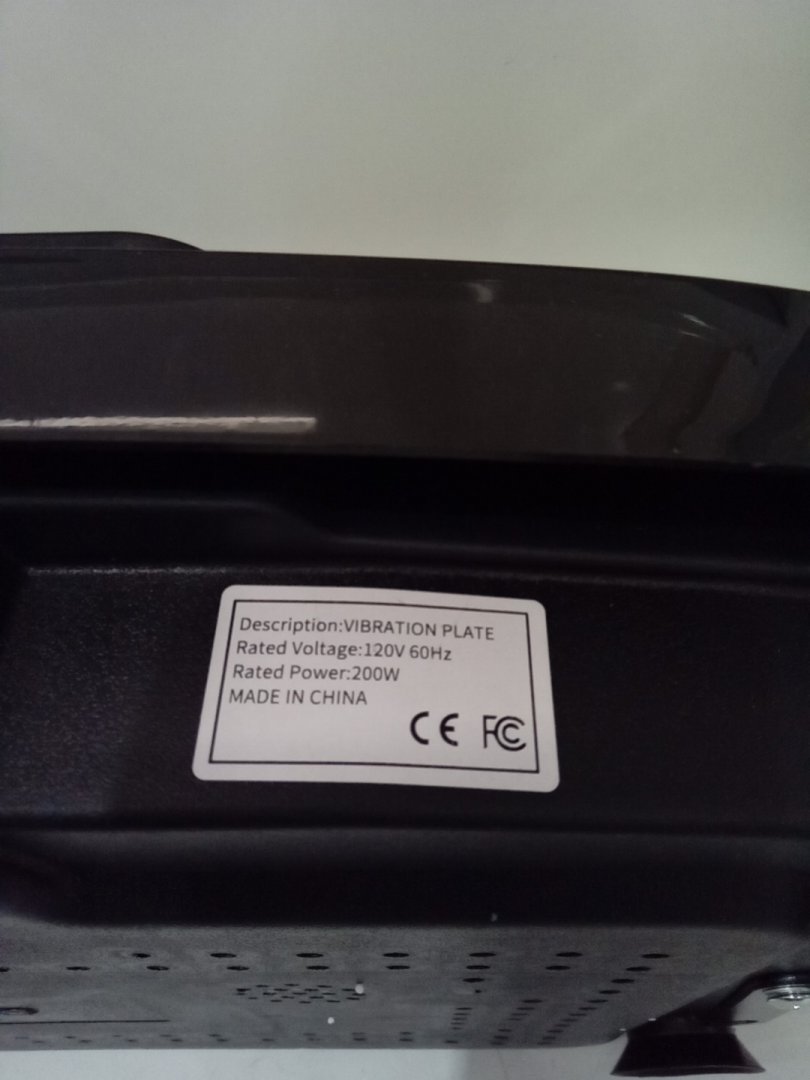 Description:VIBRATION PLATE
Rated Voltage:120V 60Hz
Rated Power:200W
MADE IN CHINA
CE FC